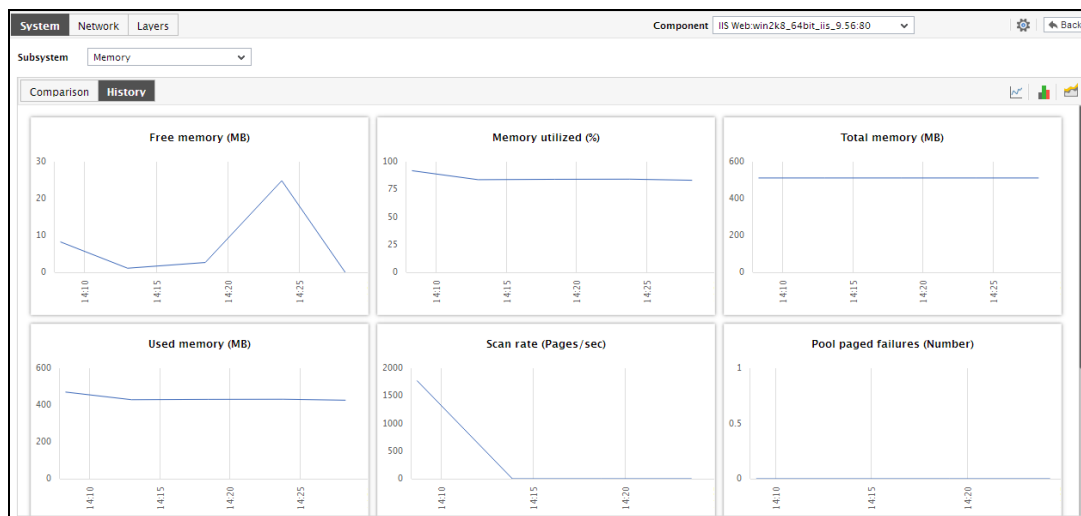 System Network Layers Component IIS Web:win2k8_64bit_iis_9.56:80 Back
Subsystem Memory
Comparison History
Free memory (MB)
30
20
10
0
14:10 14:15 14:20 14:25
Memory utilized (%)
100
75
50
25
0
14:10 14:15 14:20 14:25
Total memory (MB)
600
400
200
0
14:10 14:15 14:20 14:25
Used memory (MB)
600
400
200
0
14:10 14:15 14:20 14:25
Scan rate (Pages/sec)
2000
1500
1000
500
0
14:10 14:15 14:20
Pool paged failures (Number)
1
0.5
0
14:10 14:15 14:20